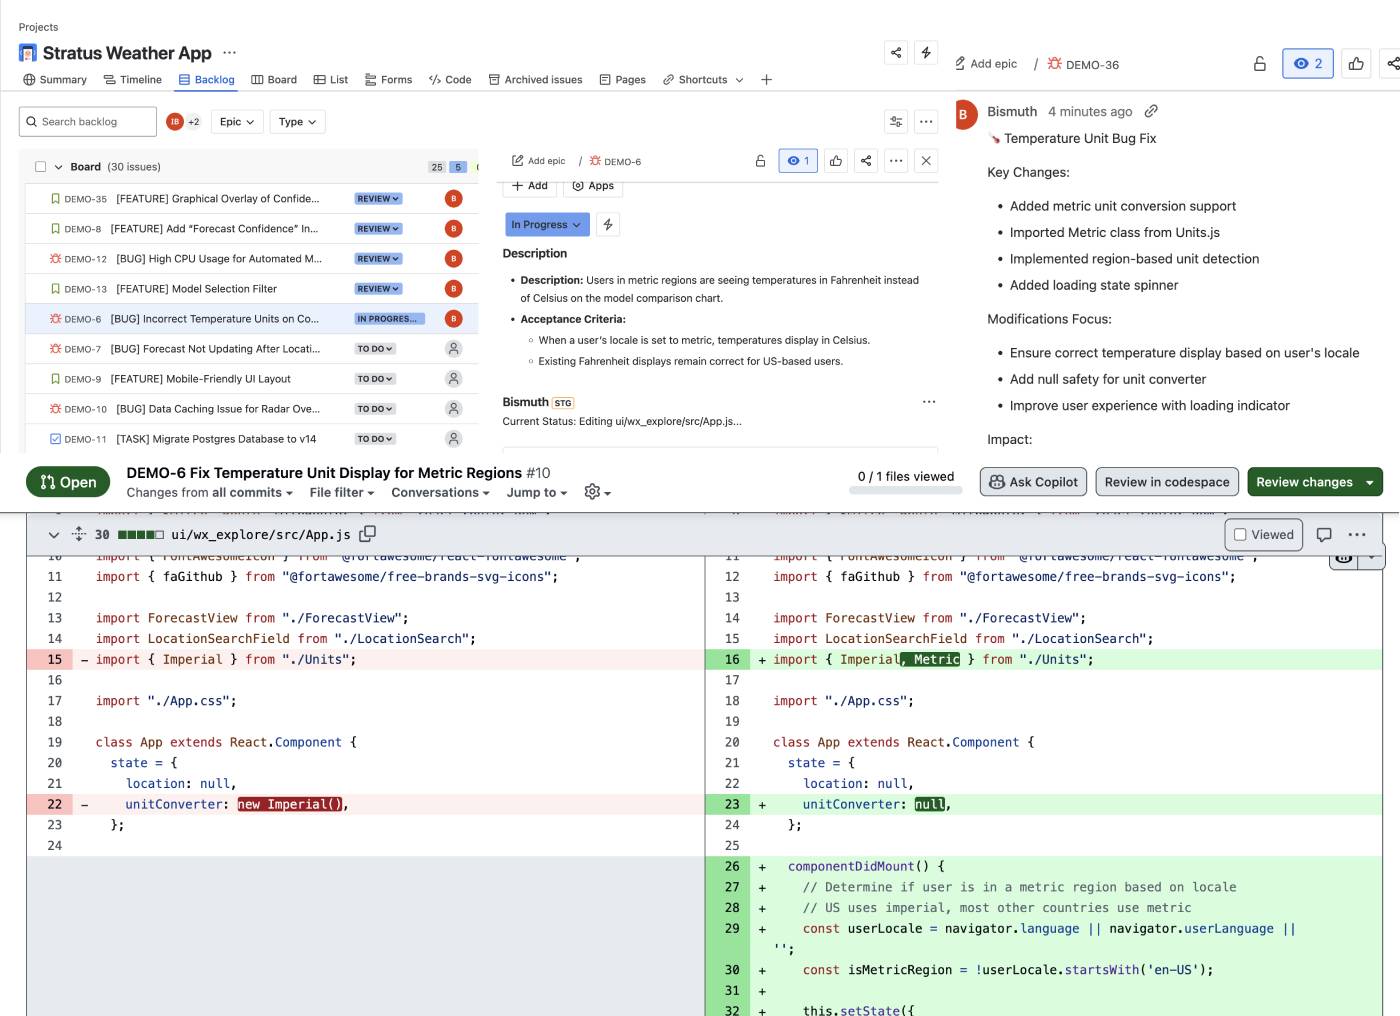 Projects
Stratus Weather App ...
Summary Timeline Backlog Board List Forms Code Archived issues Pages Shortcuts +
Search backlog IB +2 Epic Type
Board (30 issues) 25 5
DEMO-35 [FEATURE] Graphical Overlay of Confide... REVIEW B
DEMO-8 [FEATURE] Add “Forecast Confidence” In... REVIEW B
DEMO-12 [BUG] High CPU Usage for Automated M... REVIEW B
DEMO-13 [FEATURE] Model Selection Filter REVIEW B
DEMO-6 [BUG] Incorrect Temperature Units on Co... IN PROGRES... B
DEMO-7 [BUG] Forecast Not Updating After Locati... TO DO
DEMO-9 [FEATURE] Mobile-Friendly UI Layout TO DO
DEMO-10 [BUG] Data Caching Issue for Radar Ove... TO DO
DEMO-11 [TASK] Migrate Postgres Database to v14 TO DO
Add epic / DEMO-6 1
+ Add Apps
In Progress
Description
• Description: Users in metric regions are seeing temperatures in Fahrenheit instead
of Celsius on the model comparison chart.
• Acceptance Criteria:
◦ When a user’s locale is set to metric, temperatures display in Celsius.
◦ Existing Fahrenheit displays remain correct for US-based users.
Bismuth STG ...
Current Status: Editing ui/wx_explore/src/App.js...
Add epic / DEMO-36 2
B Bismuth 4 minutes ago
Temperature Unit Bug Fix
Key Changes:
• Added metric unit conversion support
• Imported Metric class from Units.js
• Implemented region-based unit detection
• Added loading state spinner
Modifications Focus:
• Ensure correct temperature display based on user's locale
• Add null safety for unit converter
• Improve user experience with loading indicator
Impact:
Open DEMO-6 Fix Temperature Unit Display for Metric Regions #10
Changes from all commits File filter Conversations Jump to
0 / 1 files viewed Ask Copilot Review in codespace Review changes
30 ui/wx_explore/src/App.js Viewed ...
10 import { FontAwesomeIcon } from "@fortawesome/react-fontawesome";
11 import { faGithub } from "@fortawesome/free-brands-svg-icons";
12
13 import ForecastView from "./ForecastView";
14 import LocationSearchField from "./LocationSearch";
15 - import { Imperial } from "./Units";
16
17 import "./App.css";
18
19 class App extends React.Component {
20 state = {
21 location: null,
22 - unitConverter: new Imperial(),
23 };
24
11 import { FontAwesomeIcon } from "@fortawesome/react-fontawesome";
12 import { faGithub } from "@fortawesome/free-brands-svg-icons";
13
14 import ForecastView from "./ForecastView";
15 import LocationSearchField from "./LocationSearch";
16 + import { Imperial, Metric } from "./Units";
17
18 import "./App.css";
19
20 class App extends React.Component {
21 state = {
22 location: null,
23 + unitConverter: null,
24 };
25
26 + componentDidMount() {
27 + // Determine if user is in a metric region based on locale
28 + // US uses imperial, most other countries use metric
29 + const userLocale = navigator.language || navigator.userLanguage ||
'';
30 + const isMetricRegion = !userLocale.startsWith('en-US');
31 +
32 + this.setState({